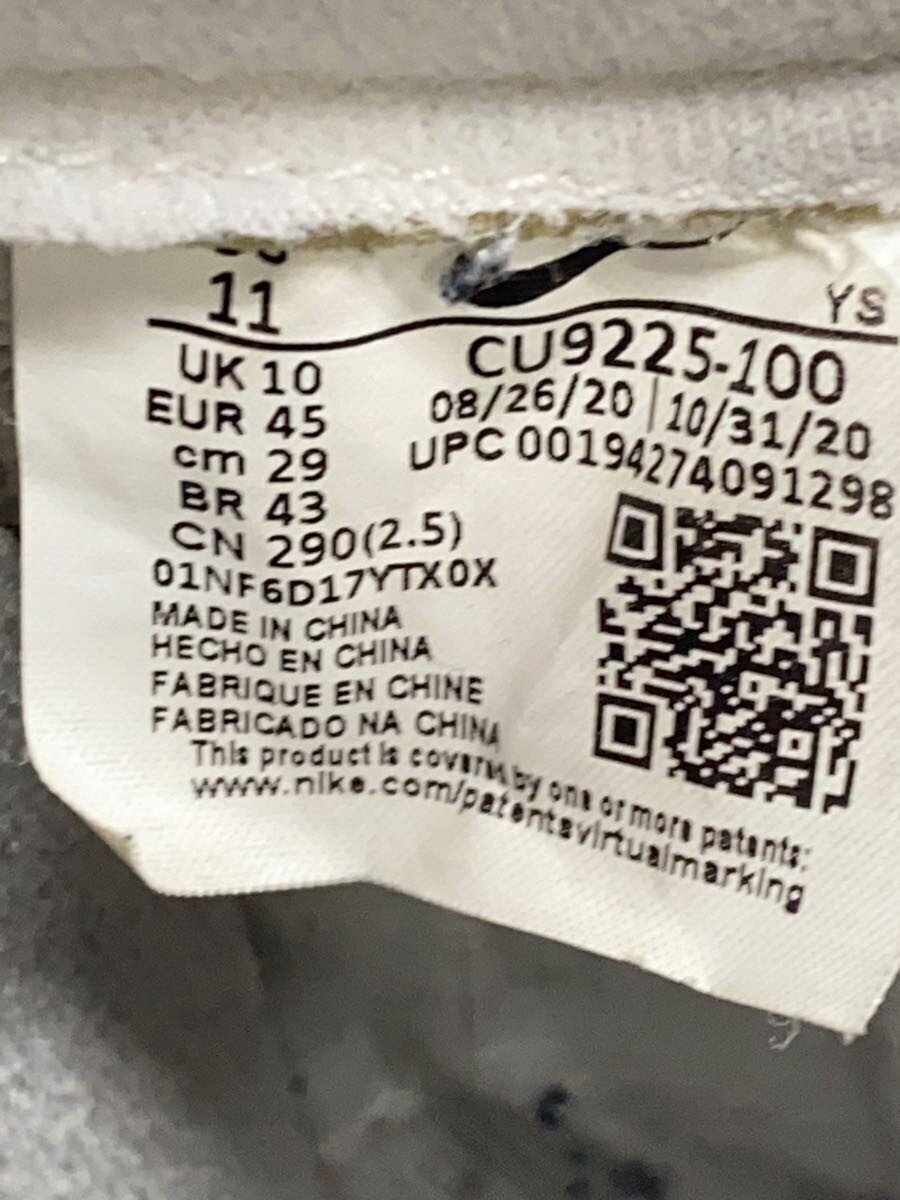 11
YS
UK 10
EUR 45
cm 29
BR 43
CN 290(2.5)
CU9225-100
08/26/20 | 10/31/20
UPC 00194274091298
01NF6D17YTX0X
MADE IN CHINA
HECHO EN CHINA
FABRIQUE EN CHINE
FABRICADO NA CHINA
This product is covered by one or more patents:
www.nike.com/patentsvirtualmarking